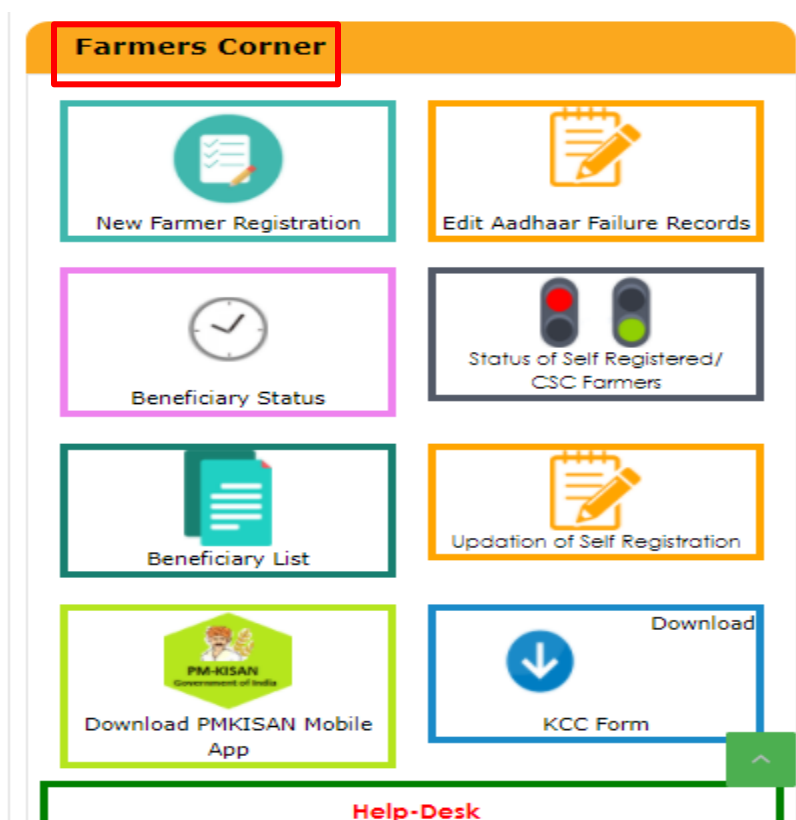 Farmers Corner
New Farmer Registration
Edit Aadhaar Failure Records
Beneficiary Status
Status of Self Registered/
CSC Farmers
Beneficiary List
Updation of Self Registration
PM-KISAN
Government of India
Download PMKISAN Mobile
App
Download
KCC Form
Help-Desk